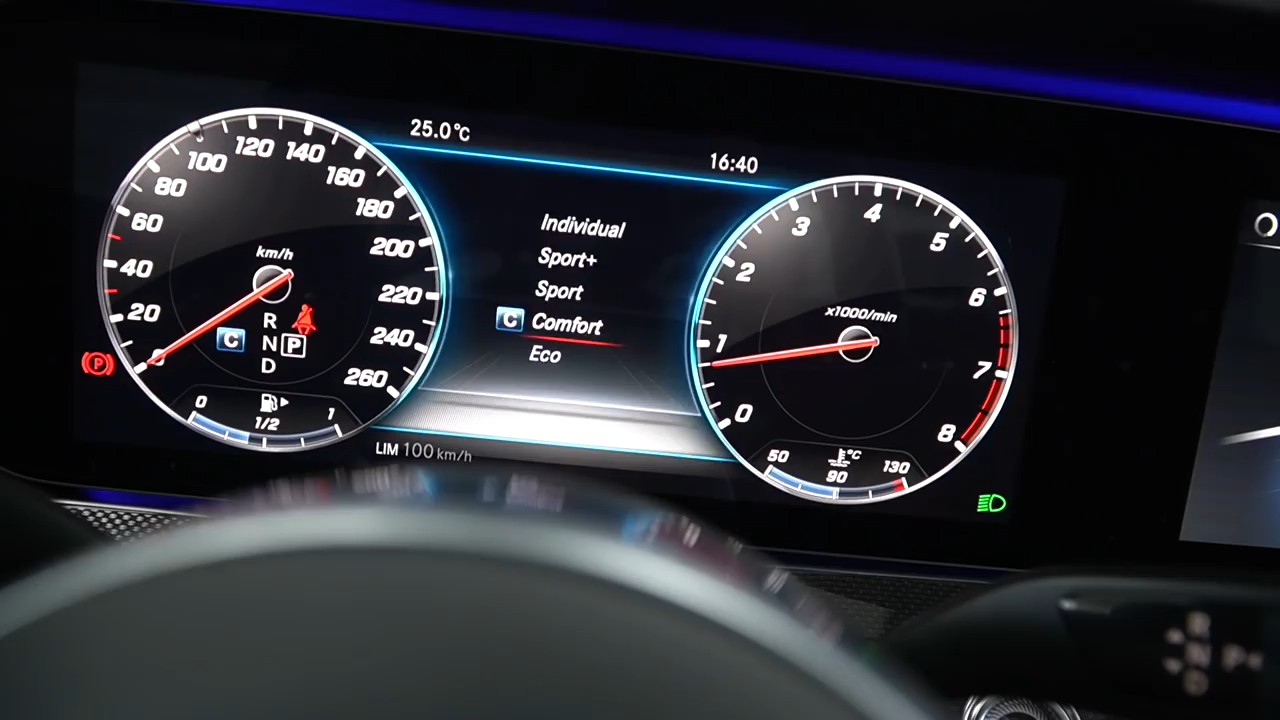 25.0°C
16:40
km/h
20
40
60
80
100
120
140
160
180
200
220
240
260
C
R
N
D
P
(P)
0
1/2
1
Individual
Sport+
Sport
C Comfort
Eco
LIM 100 km/h
x1000/min
0
1
2
3
4
5
6
7
8
50
°C
90
130
R
N P
D